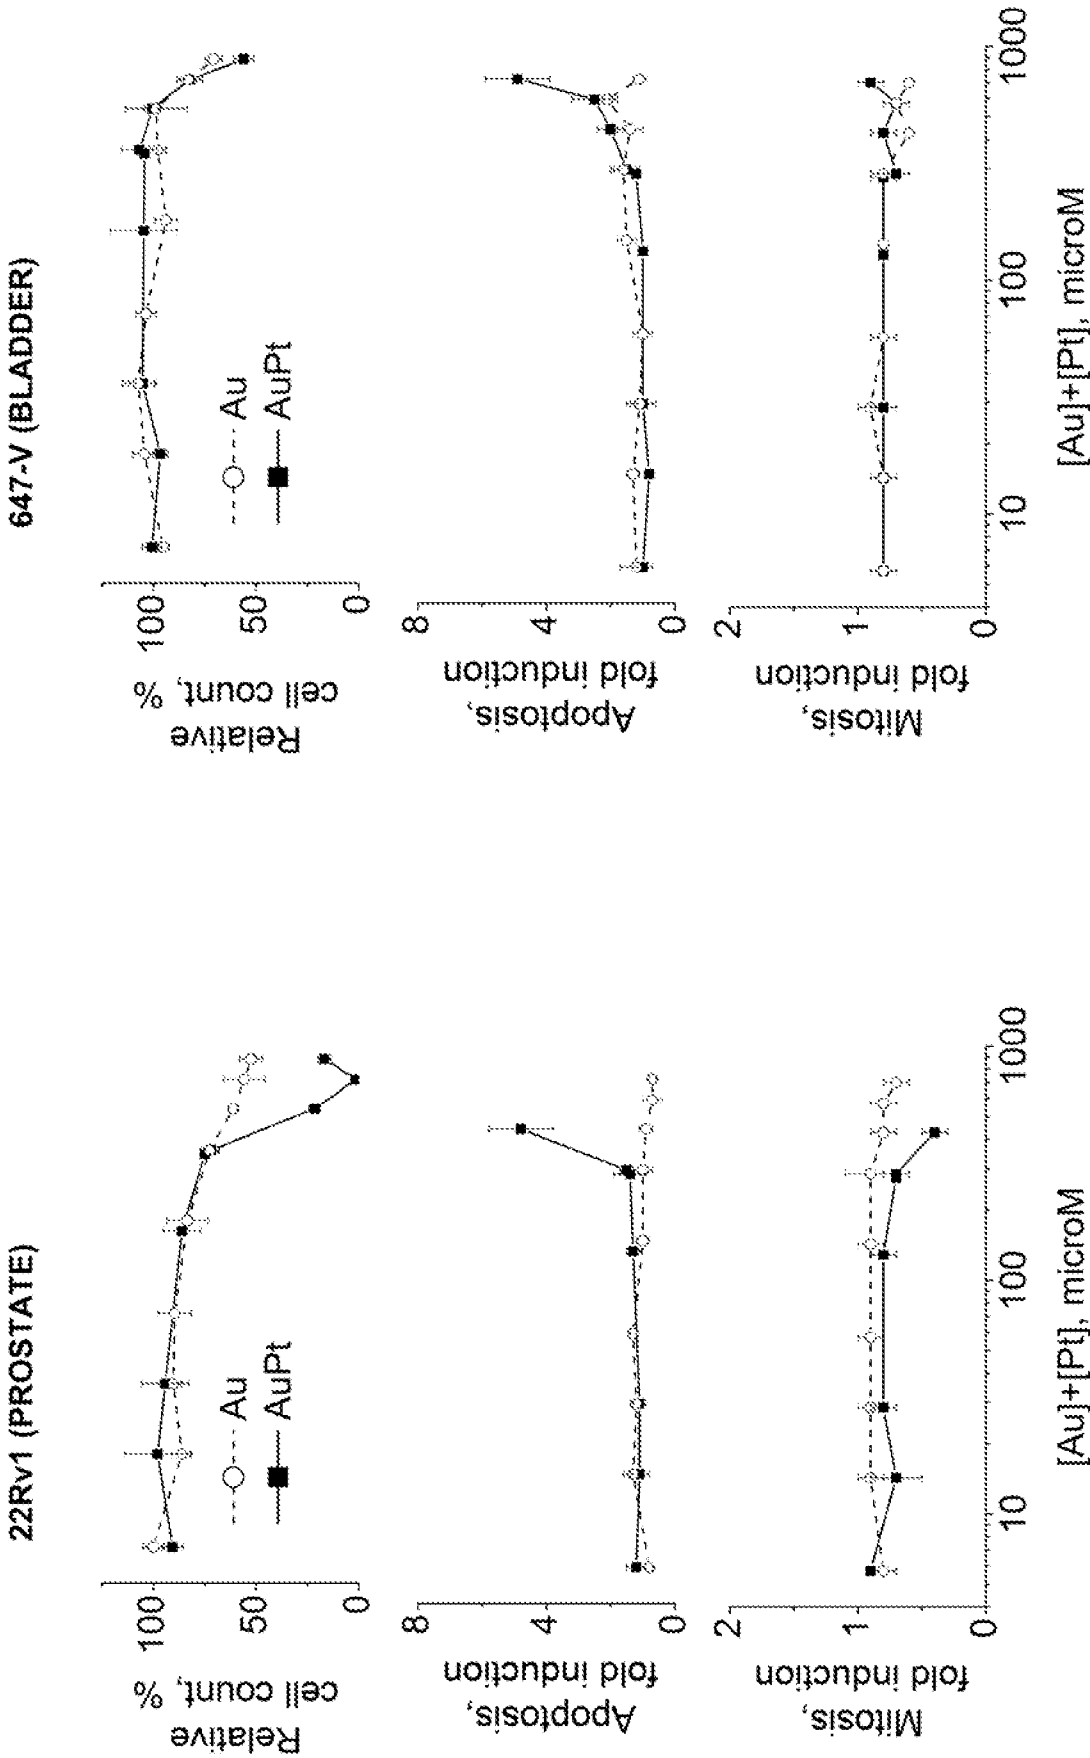 22Rv1 (PROSTATE)
Relative
cell count, %
100
50
0
Au
AuPt
Apoptosis,
fold induction
8
4
0
Mitosis,
fold induction
2
1
0
10
100
1000
[Au]+[Pt], microM
647-V (BLADDER)
Relative
cell count, %
100
50
0
Au
AuPt
Apoptosis,
fold induction
8
4
0
Mitosis,
fold induction
2
1
0
10
100
1000
[Au]+[Pt], microM